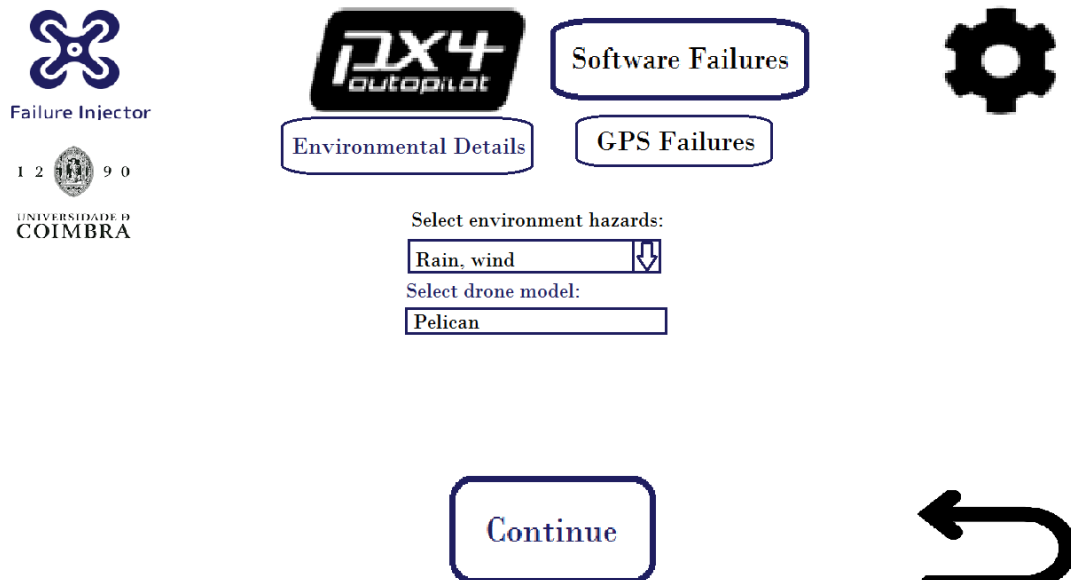 Failure Injector
1 2 9 0
UNIVERSIDADE D
COIMBRA
px4
autopilot
Software Failures
Environmental Details
GPS Failures
Select environment hazards:
Rain, wind
Select drone model:
Pelican
Continue